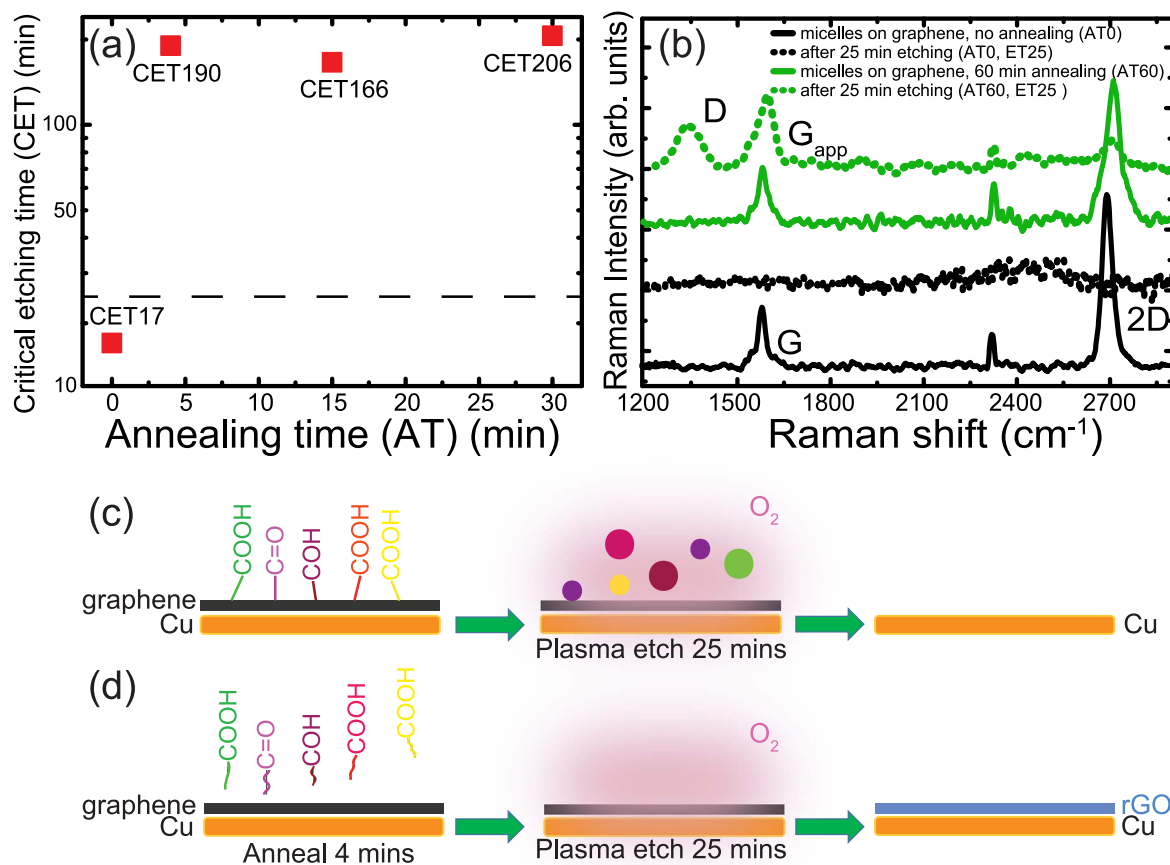 (a)
Critical etching time (CET) (min)
100
50
10
CET190
CET166
CET206
CET17
0 5 10 15 20 25 30
Annealing time (AT) (min)
(b)
Raman Intensity (arb. units)
micelles on graphene, no annealing (AT0)
after 25 min etching (AT0, ET25)
micelles on graphene, 60 min annealing (AT60)
after 25 min etching (AT60, ET25 )
D
Gapp
G
2D
1200 1500 1800 2100 2400 2700
Raman shift (cm-1)
(c)
COOH
C=O
COH
COOH
COOH
graphene
Cu
O2
Plasma etch 25 mins
Cu
(d)
COOH
C=O
COH
COOH
COOH
graphene
Cu
Anneal 4 mins
O2
Plasma etch 25 mins
rGO
Cu